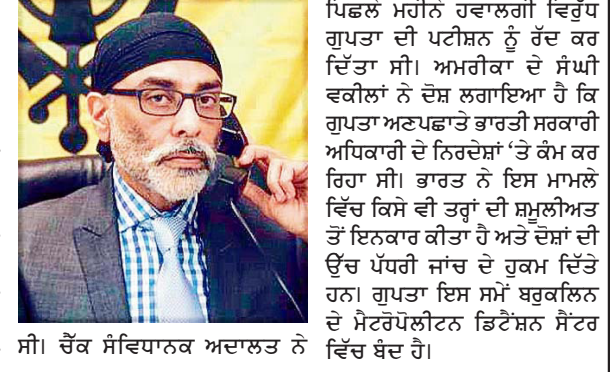 ਸੀ। ਚੈੱਕ ਸੰਵਿਧਾਨਕ ਅਦਾਲਤ ਨੇ
ਪਿਛਲੇ ਮਹੀਨੇ ਹਵਾਲਗੀ ਵਿਰੁੱਧ
ਗੁਪਤਾ ਦੀ ਪਟੀਸ਼ਨ ਨੂੰ ਰੱਦ ਕਰ
ਦਿੱਤਾ ਸੀ। ਅਮਰੀਕਾ ਦੇ ਸੰਘੀ
ਵਕੀਲਾਂ ਨੇ ਦੋਸ਼ ਲਗਾਇਆ ਹੈ ਕਿ
ਗੁਪਤਾ ਅਣਪਛਾਤੇ ਭਾਰਤੀ ਸਰਕਾਰੀ
ਅਧਿਕਾਰੀ ਦੇ ਨਿਰਦੇਸ਼ਾਂ ‘ਤੇ ਕੰਮ ਕਰ
ਰਿਹਾ ਸੀ। ਭਾਰਤ ਨੇ ਇਸ ਮਾਮਲੇ
ਵਿੱਚ ਕਿਸੇ ਵੀ ਤਰ੍ਹਾਂ ਦੀ ਸ਼ਮੂਲੀਅਤ
ਤੋਂ ਇਨਕਾਰ ਕੀਤਾ ਹੈ ਅਤੇ ਦੋਸ਼ਾਂ ਦੀ
ਉੱਚ ਪੱਧਰੀ ਜਾਂਚ ਦੇ ਹੁਕਮ ਦਿੱਤੇ
ਹਨ। ਗੁਪਤਾ ਇਸ ਸਮੇਂ ਬਰੁਕਲਿਨ
ਦੇ ਮੈਟਰੋਪੋਲੀਟਨ ਡਿਟੈਂਸ਼ਨ ਸੈਂਟਰ
ਵਿੱਚ ਬੰਦ ਹੈ।